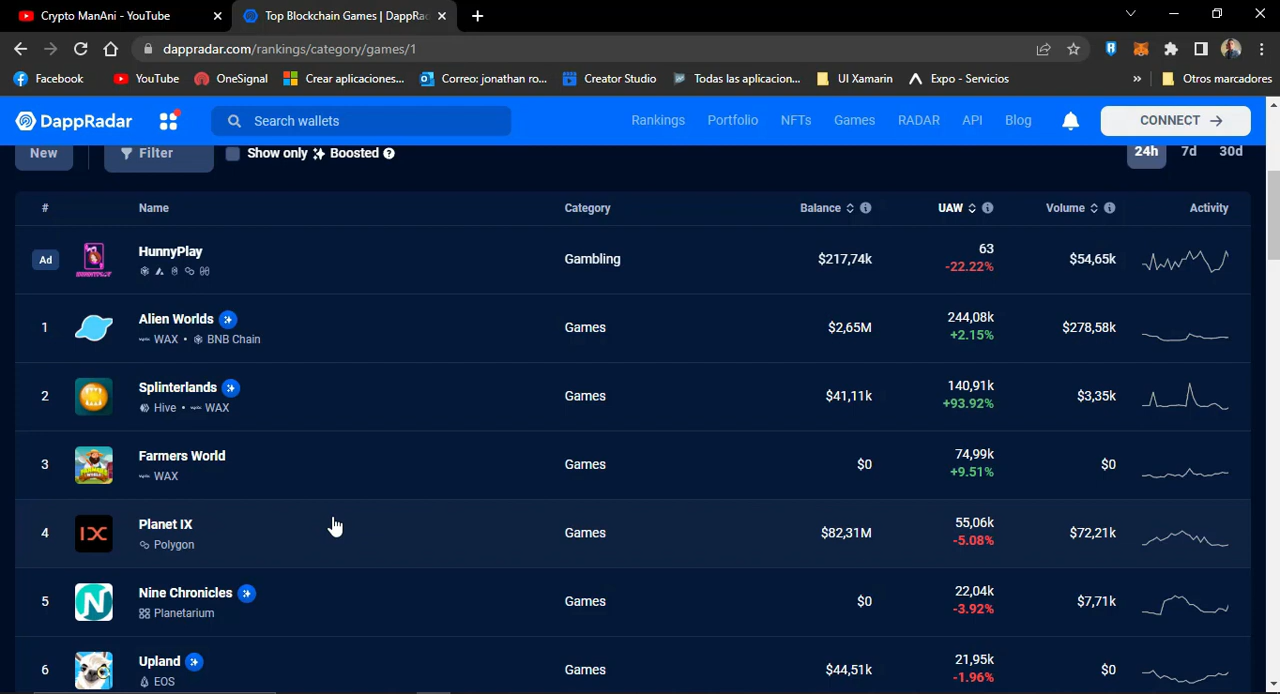 Crypto ManAni - YouTube
Top Blockchain Games | DappRad
dappradar.com/rankings/category/games/1
Facebook YouTube OneSignal Crear aplicaciones... Correo: jonathan ro... Creator Studio Todas las aplicacion... UI Xamarin Expo - Servicios » Otros marcadores
DappRadar Search wallets Rankings Portfolio NFTs Games RADAR API Blog CONNECT →
New Filter Show only Boosted 24h 7d 30d
# Name Category Balance UAW Volume Activity
Ad HunnyPlay Gambling $217,74k 63 $54,65k
-22.22%
1 Alien Worlds Games $2,65M 244,08k $278,58k
WAX • BNB Chain +2.15%
2 Splinterlands Games $41,11k 140,91k $3,35k
Hive • WAX +93.92%
3 Farmers World Games $0 74,99k $0
WAX +9.51%
4 IX Planet IX Games $82,31M 55,06k $72,21k
Polygon -5.08%
5 N Nine Chronicles Games $0 22,04k $7,71k
Planetarium -3.92%
6 Upland Games $44,51k 21,95k $0
EOS -1.96%